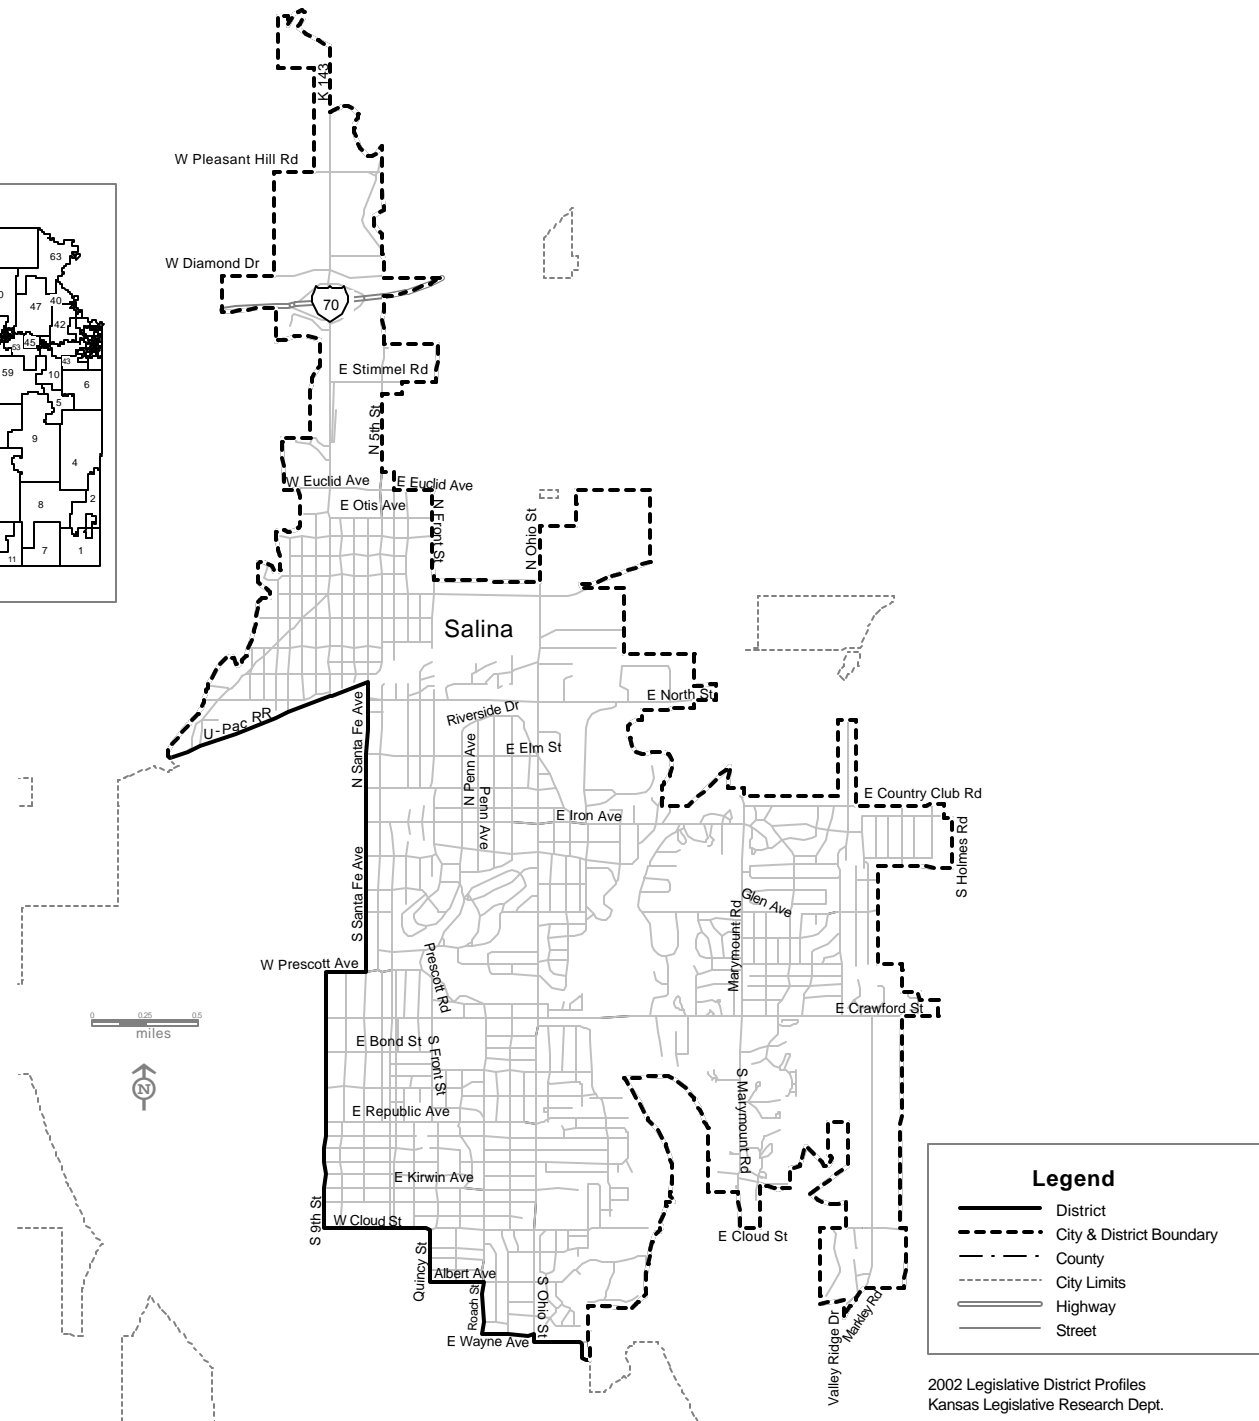 K 143
W Pleasant Hill Rd
W Diamond Dr
70
E Stimmel Rd
N 5th St
W Euclid Ave
E Euclid Ave
E Otis Ave
N Front St
N Ohio St
Salina
E North St
Riverside Dr
U-Pac RR
N Santa Fe Ave
E Elm St
N Penn Ave
Penn Ave
E Iron Ave
E Country Club Rd
S Holmes Rd
S Santa Fe Ave
Glen Ave
Marymount Rd
W Prescott Ave
Prescott Rd
E Crawford St
E Bond St
S Front St
E Republic Ave
S Marymount Rd
E Kirwin Ave
S 9th St
W Cloud St
E Cloud St
Quincy St
Albert Ave
Roach St
S Ohio St
E Wayne Ave
Valley Ridge Dr
Markley Rd
63
0
47
40
42
53
45
43
59
10
6
5
9
4
8
2
11
7
1
0 0.25 0.5
miles
N
Legend
District
City & District Boundary
County
City Limits
Highway
Street
2002 Legislative District Profiles
Kansas Legislative Research Dept.